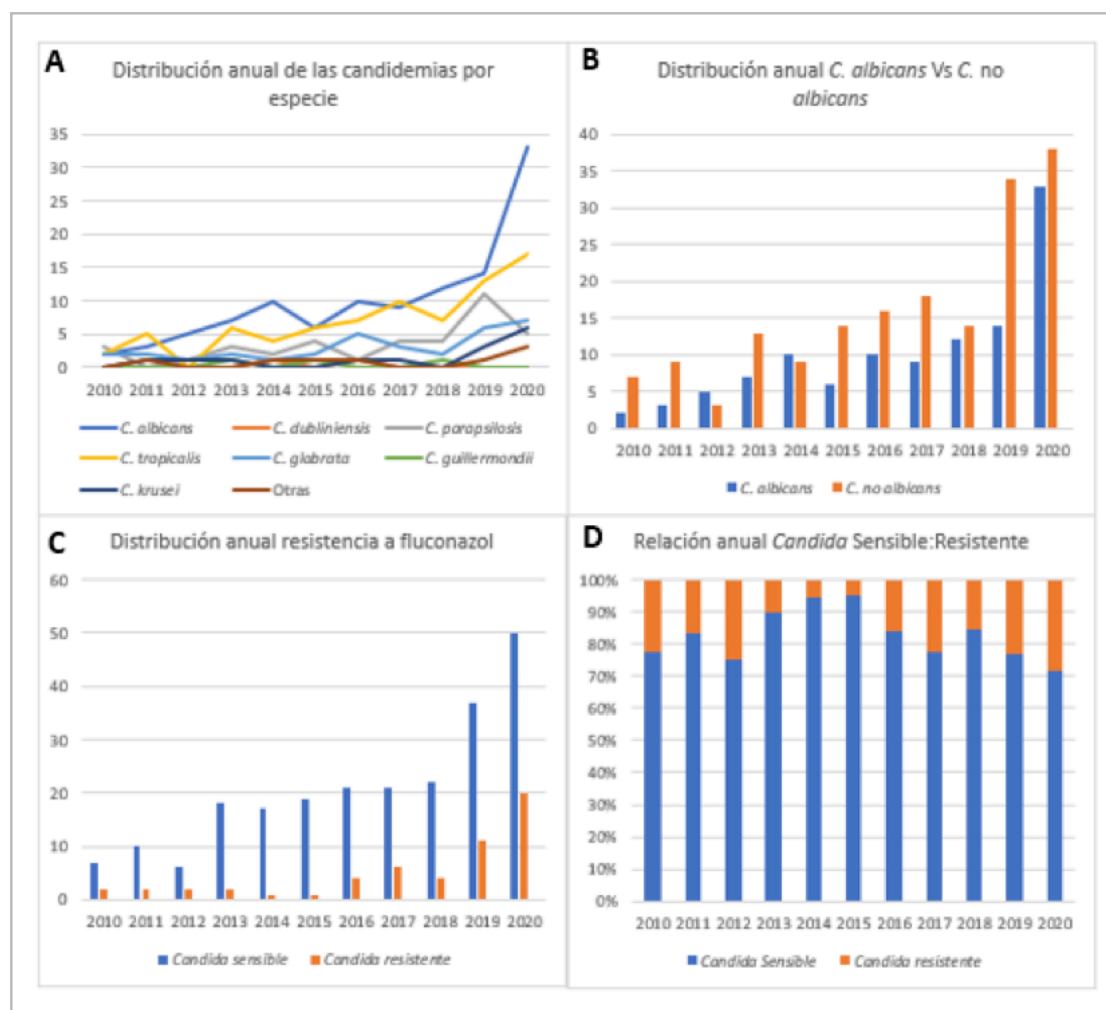 A
Distribución anual de las candidemias por
especie
35
30
25
20
15
10
5
0
2010 2011 2012 2013 2014 2015 2016 2017 2018 2019 2020
C. albicans C. dubliniensis C. parapsilosis
C. tropicalis C. glabrata C. guillermondii
C. krusei Otras
B
Distribución anual C. albicans Vs C. no
albicans
40
35
30
25
20
15
10
5
0
2010 2011 2012 2013 2014 2015 2016 2017 2018 2019 2020
C. albicans C. no albicans
C
Distribución anual resistencia a fluconazol
60
50
40
30
20
10
0
2010 2011 2012 2013 2014 2015 2016 2017 2018 2019 2020
Candida sensible Candida resistente
D
Relación anual Candida Sensible:Resistente
100%
90%
80%
70%
60%
50%
40%
30%
20%
10%
0%
2010 2011 2012 2013 2014 2015 2016 2017 2018 2019 2020
Candida Sensible Candida resistente